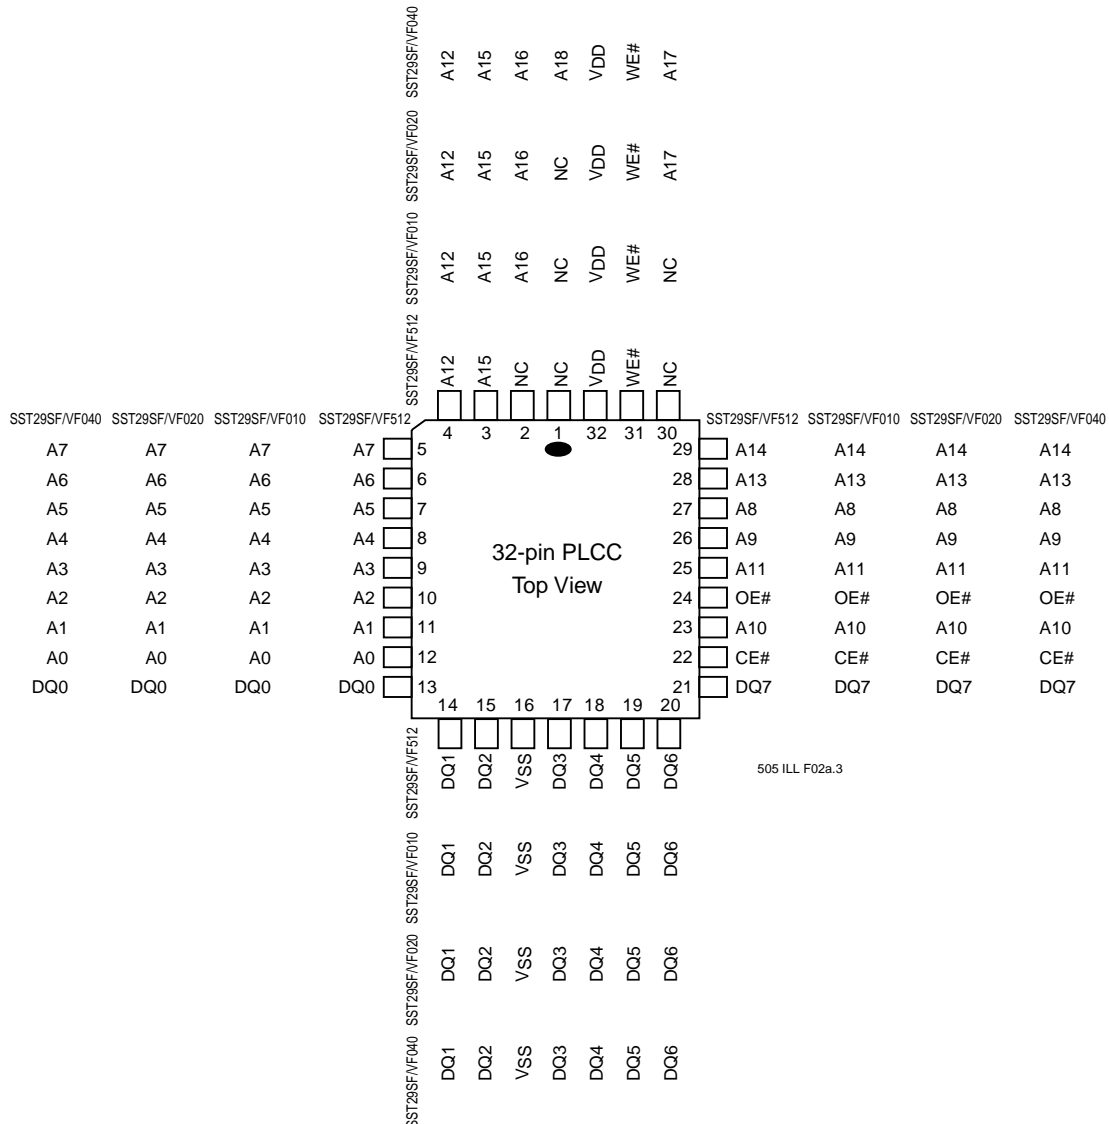 SST29SF/VF040 A12 A15 A16 A18 VDD WE# A17
SST29SF/VF020 A12 A15 A16 NC VDD WE# A17
SST29SF/VF010 A12 A15 A16 NC VDD WE# NC
SST29SF/VF512 A12 A15 NC NC VDD WE# NC
SST29SF/VF040 SST29SF/VF020 SST29SF/VF010 SST29SF/VF512 SST29SF/VF512 SST29SF/VF010 SST29SF/VF020 SST29SF/VF040
4 3 2 1 32 31 30
A7 A7 A7 A7 5 29 A14 A14 A14 A14
A6 A6 A6 A6 6 28 A13 A13 A13 A13
A5 A5 A5 A5 7 27 A8 A8 A8 A8
A4 A4 A4 A4 8 26 A9 A9 A9 A9
32-pin PLCC
A3 A3 A3 A3 9 25 A11 A11 A11 A11
Top View
A2 A2 A2 A2 10 24 OE# OE# OE# OE#
A1 A1 A1 A1 11 23 A10 A10 A10 A10
A0 A0 A0 A0 12 22 CE# CE# CE# CE#
DQ0 DQ0 DQ0 DQ0 13 21 DQ7 DQ7 DQ7 DQ7
14 15 16 17 18 19 20
SST29SF/VF512 DQ1 DQ2 VSS DQ3 DQ4 DQ5 DQ6
505 ILL F02a.3
SST29SF/VF010 DQ1 DQ2 VSS DQ3 DQ4 DQ5 DQ6
SST29SF/VF020 DQ1 DQ2 VSS DQ3 DQ4 DQ5 DQ6
SST29SF/VF040 DQ1 DQ2 VSS DQ3 DQ4 DQ5 DQ6